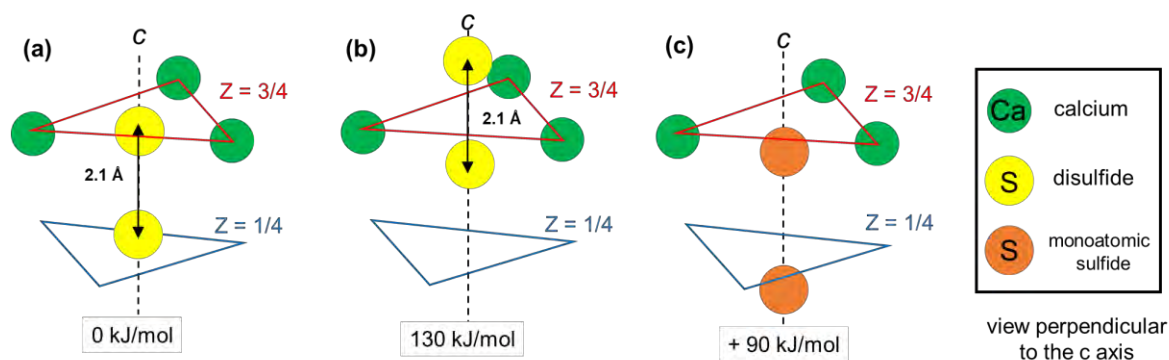 (a)
C
Z = 3/4
2.1 Å
Z = 1/4
0 kJ/mol
(b)
C
Z = 3/4
2.1 Å
Z = 1/4
130 kJ/mol
(c)
C
Z = 3/4
Z = 1/4
+ 90 kJ/mol
Ca calcium
S disulfide
S monoatomic
sulfide
view perpendicular
to the c axis